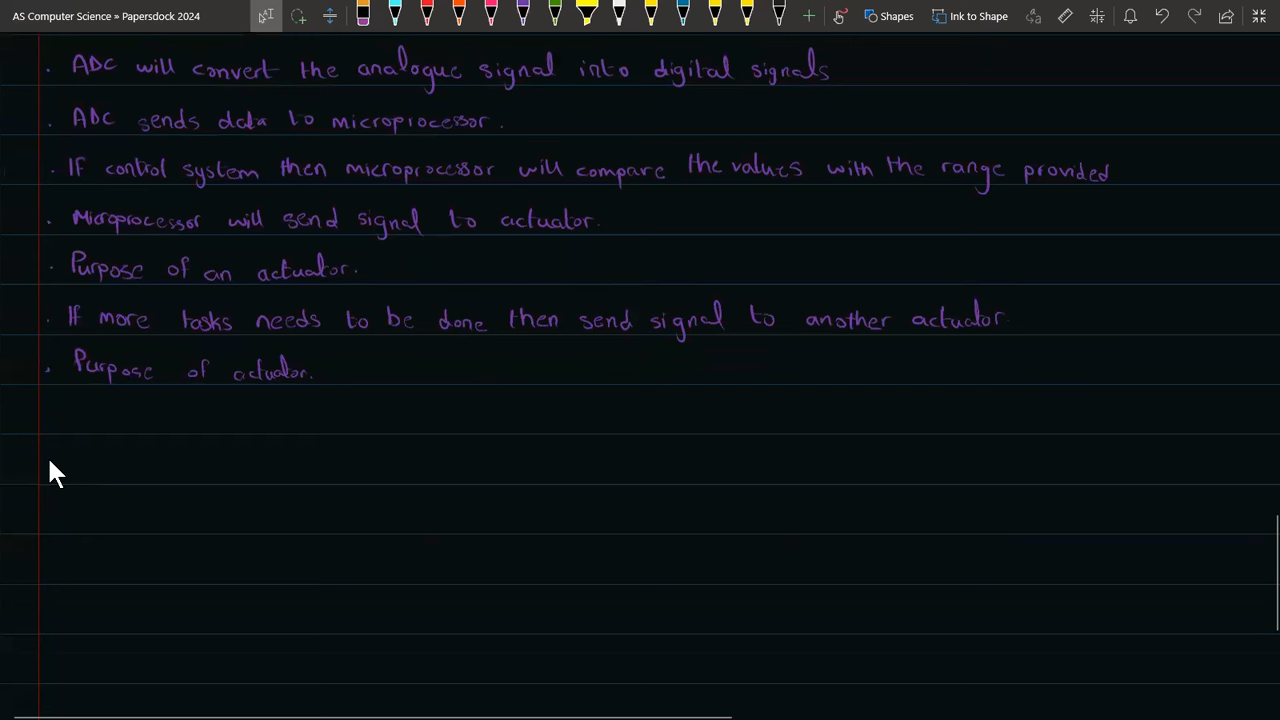 AS Computer Science » Papersdock 2024
Shapes
Ink to Shape
. ADC will convert the analogue signal into digital signals
. ADC sends data to microprocessor.
. If control system then microprocessor will compare the values with the range provided
. Microprocessor will send signal to actuator.
. Purpose of an actuator.
. If more tasks needs to be done then send signal to another actuator.
. Purpose of actuator.